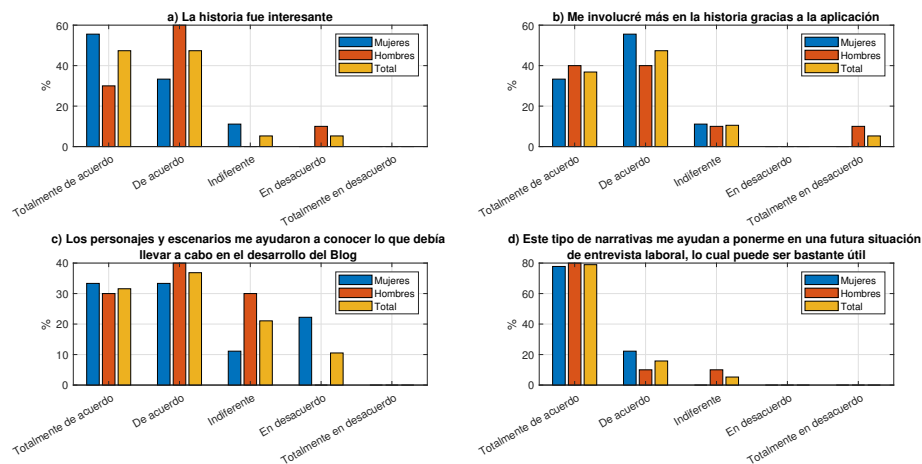 a) La historia fue interesante
60
40
20
0
%
Mujeres
Hombres
Total
Totalmente de acuerdo
De acuerdo
Indiferente
En desacuerdo
Totalmente en desacuerdo
b) Me involucré más en la historia gracias a la aplicación
60
40
20
0
%
Mujeres
Hombres
Total
Totalmente de acuerdo
De acuerdo
Indiferente
En desacuerdo
Totalmente en desacuerdo
c) Los personajes y escenarios me ayudaron a conocer lo que debía
llevar a cabo en el desarrollo del Blog
40
30
20
10
0
%
Mujeres
Hombres
Total
Totalmente de acuerdo
De acuerdo
Indiferente
En desacuerdo
Totalmente en desacuerdo
d) Este tipo de narrativas me ayudan a ponerme en una futura situación
de entrevista laboral, lo cual puede ser bastante útil
80
60
40
20
0
%
Mujeres
Hombres
Total
Totalmente de acuerdo
De acuerdo
Indiferente
En desacuerdo
Totalmente en desacuerdo